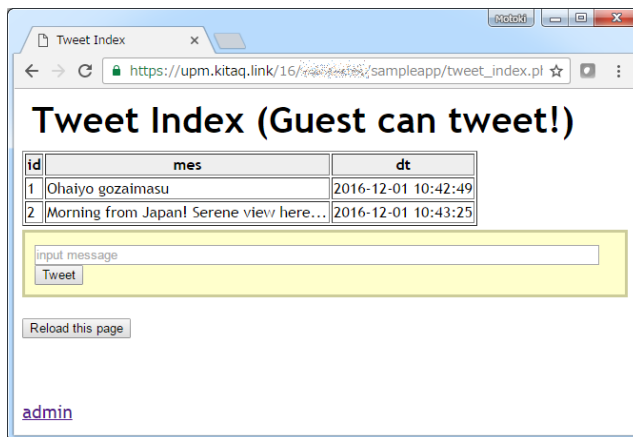 Motoki
Tweet Index
https://upm.kitaq.link/16/ /sampleapp/tweet_index.pl
Tweet Index (Guest can tweet!)
id mes dt
1 Ohaiyo gozaimasu 2016-12-01 10:42:49
2 Morning from Japan! Serene view here... 2016-12-01 10:43:25
input message
Tweet
Reload this page
admin